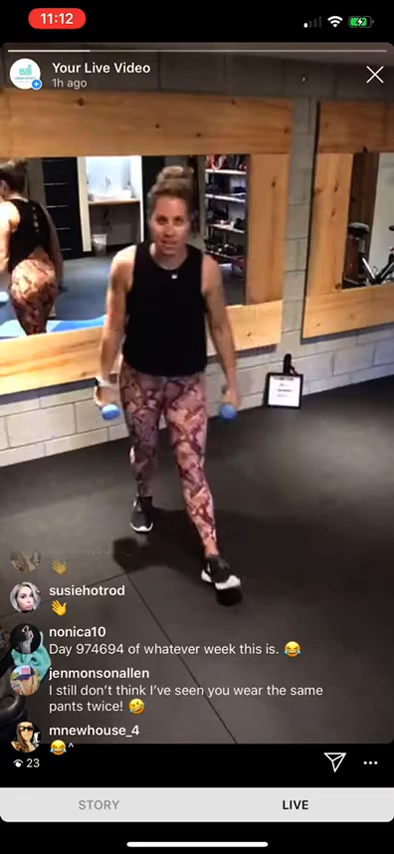 11:12
Your Live Video
1h ago
susiehotrod
👋
nonica10
Day 974694 of whatever week this is. 😂
jenmonsonallen
I still don't think I've seen you wear the same
pants twice! 🤣
mnewhouse_4
😂^
23
STORY
LIVE